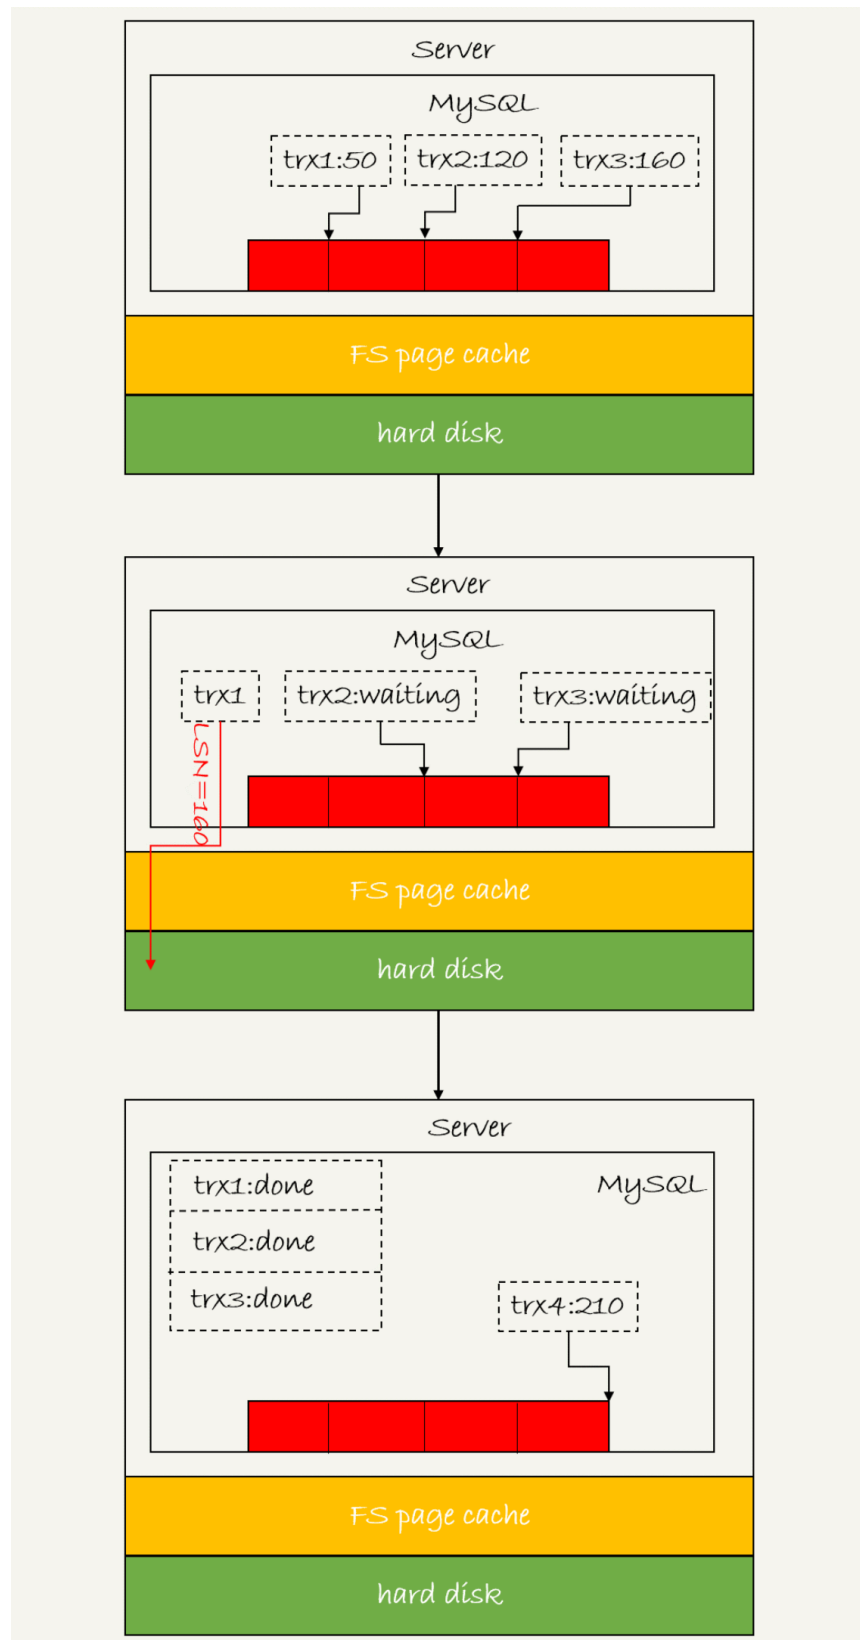 Server
MySQL
trx1:50
trx2:120
trx3:160
FS page cache
hard disk
Server
MySQL
trx1
trx2:waiting
trx3:waiting
LSN=160
FS page cache
hard disk
Server
MySQL
trx1:done
trx2:done
trx3:done
trx4:210
FS page cache
hard disk